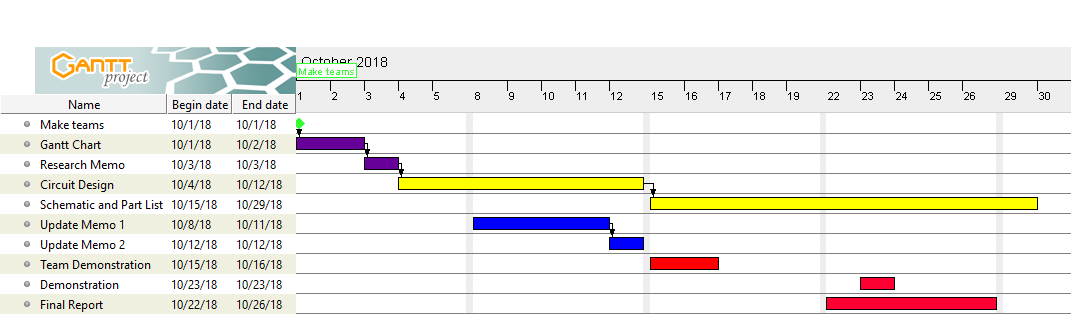 GANTT
project
October 2018
Make teams
1 2 3 4 5 8 9 10 11 12 15 16 17 18 19 22 23 24 25 26 29 30
Name Begin date End date
Make teams 10/1/18 10/1/18
Gantt Chart 10/1/18 10/2/18
Research Memo 10/3/18 10/3/18
Circuit Design 10/4/18 10/12/18
Schematic and Part List 10/15/18 10/29/18
Update Memo 1 10/8/18 10/11/18
Update Memo 2 10/12/18 10/12/18
Team Demonstration 10/15/18 10/16/18
Demonstration 10/23/18 10/23/18
Final Report 10/22/18 10/26/18